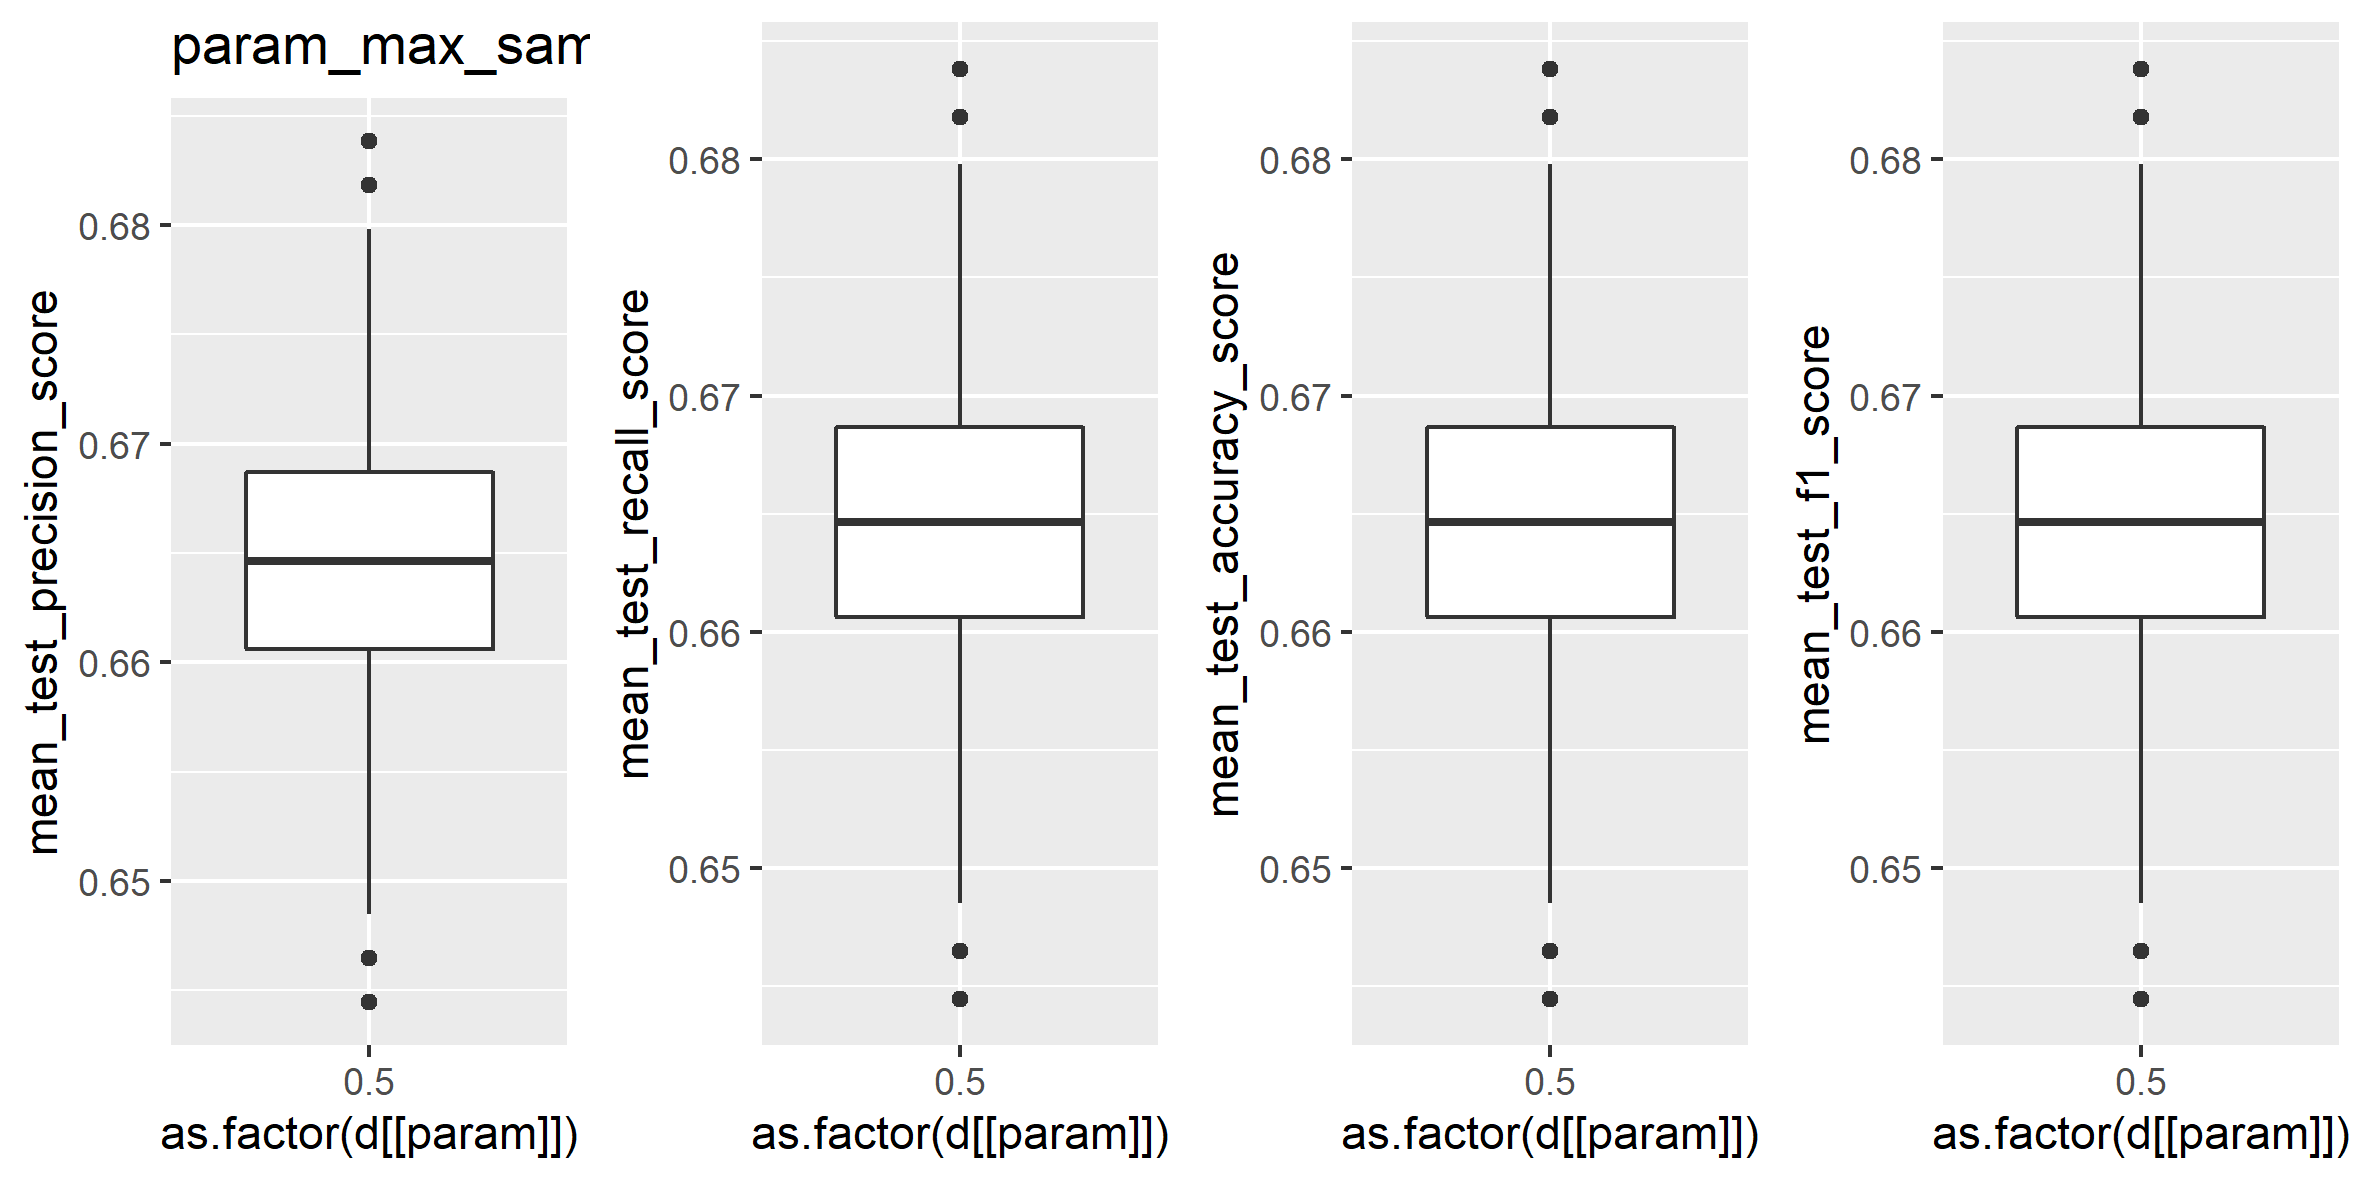 param_max_sam
mean_test_precision_score
0.68
0.67
0.66
0.65
0.5
as.factor(d[[param]])
mean_test_recall_score
0.68
0.67
0.66
0.65
0.5
as.factor(d[[param]])
mean_test_accuracy_score
0.68
0.67
0.66
0.65
0.5
as.factor(d[[param]])
mean_test_f1_score
0.68
0.67
0.66
0.65
0.5
as.factor(d[[param]])